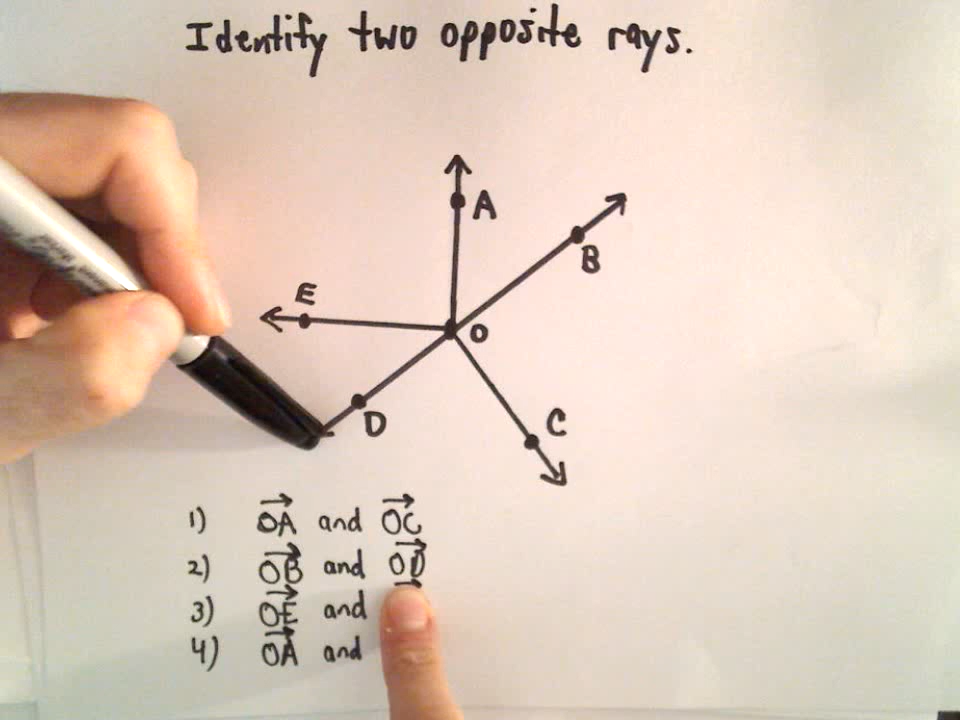 Identify two opposite rays.
A
B
E
O
D
C
1) OA and OC
2) OB and OD
3) OE and
4) OA and